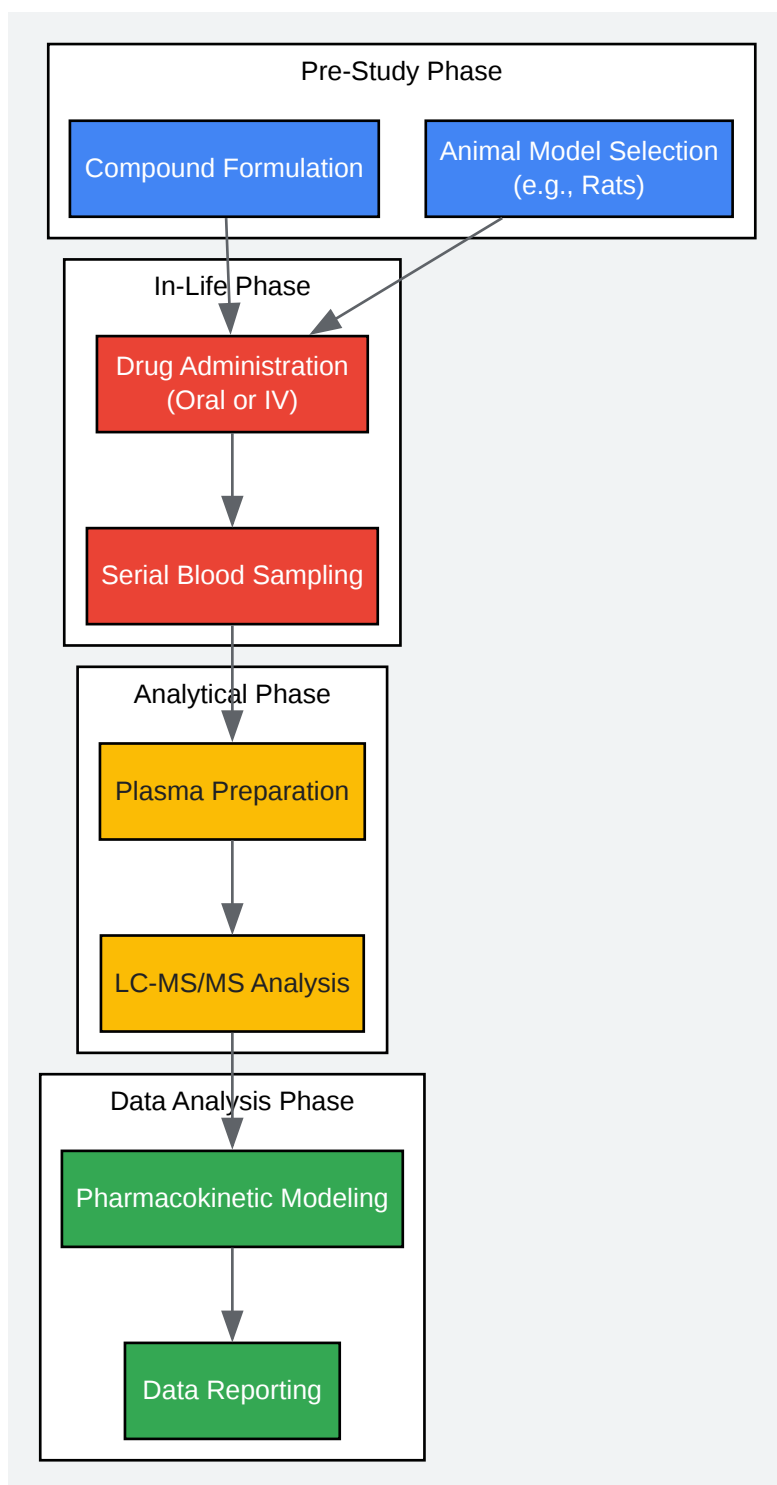 Pre-Study Phase
Compound Formulation
Animal Model Selection
(e.g., Rats)
In-Life Phase
Drug Administration
(Oral or IV)
Serial Blood Sampling
Analytical Phase
Plasma Preparation
LC-MS/MS Analysis
Data Analysis Phase
Pharmacokinetic Modeling
Data Reporting